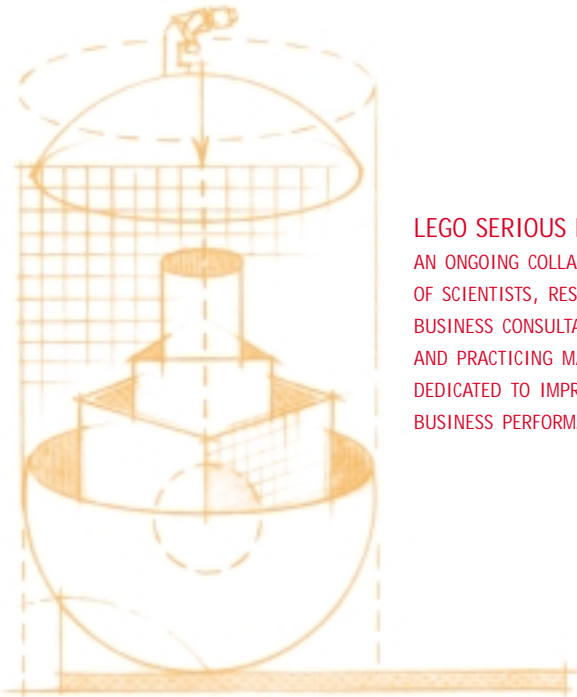 LEGO SERIOUS
AN ONGOING COLLA
OF SCIENTISTS, RES
BUSINESS CONSULTA
AND PRACTICING MA
DEDICATED TO IMPR
BUSINESS PERFORM